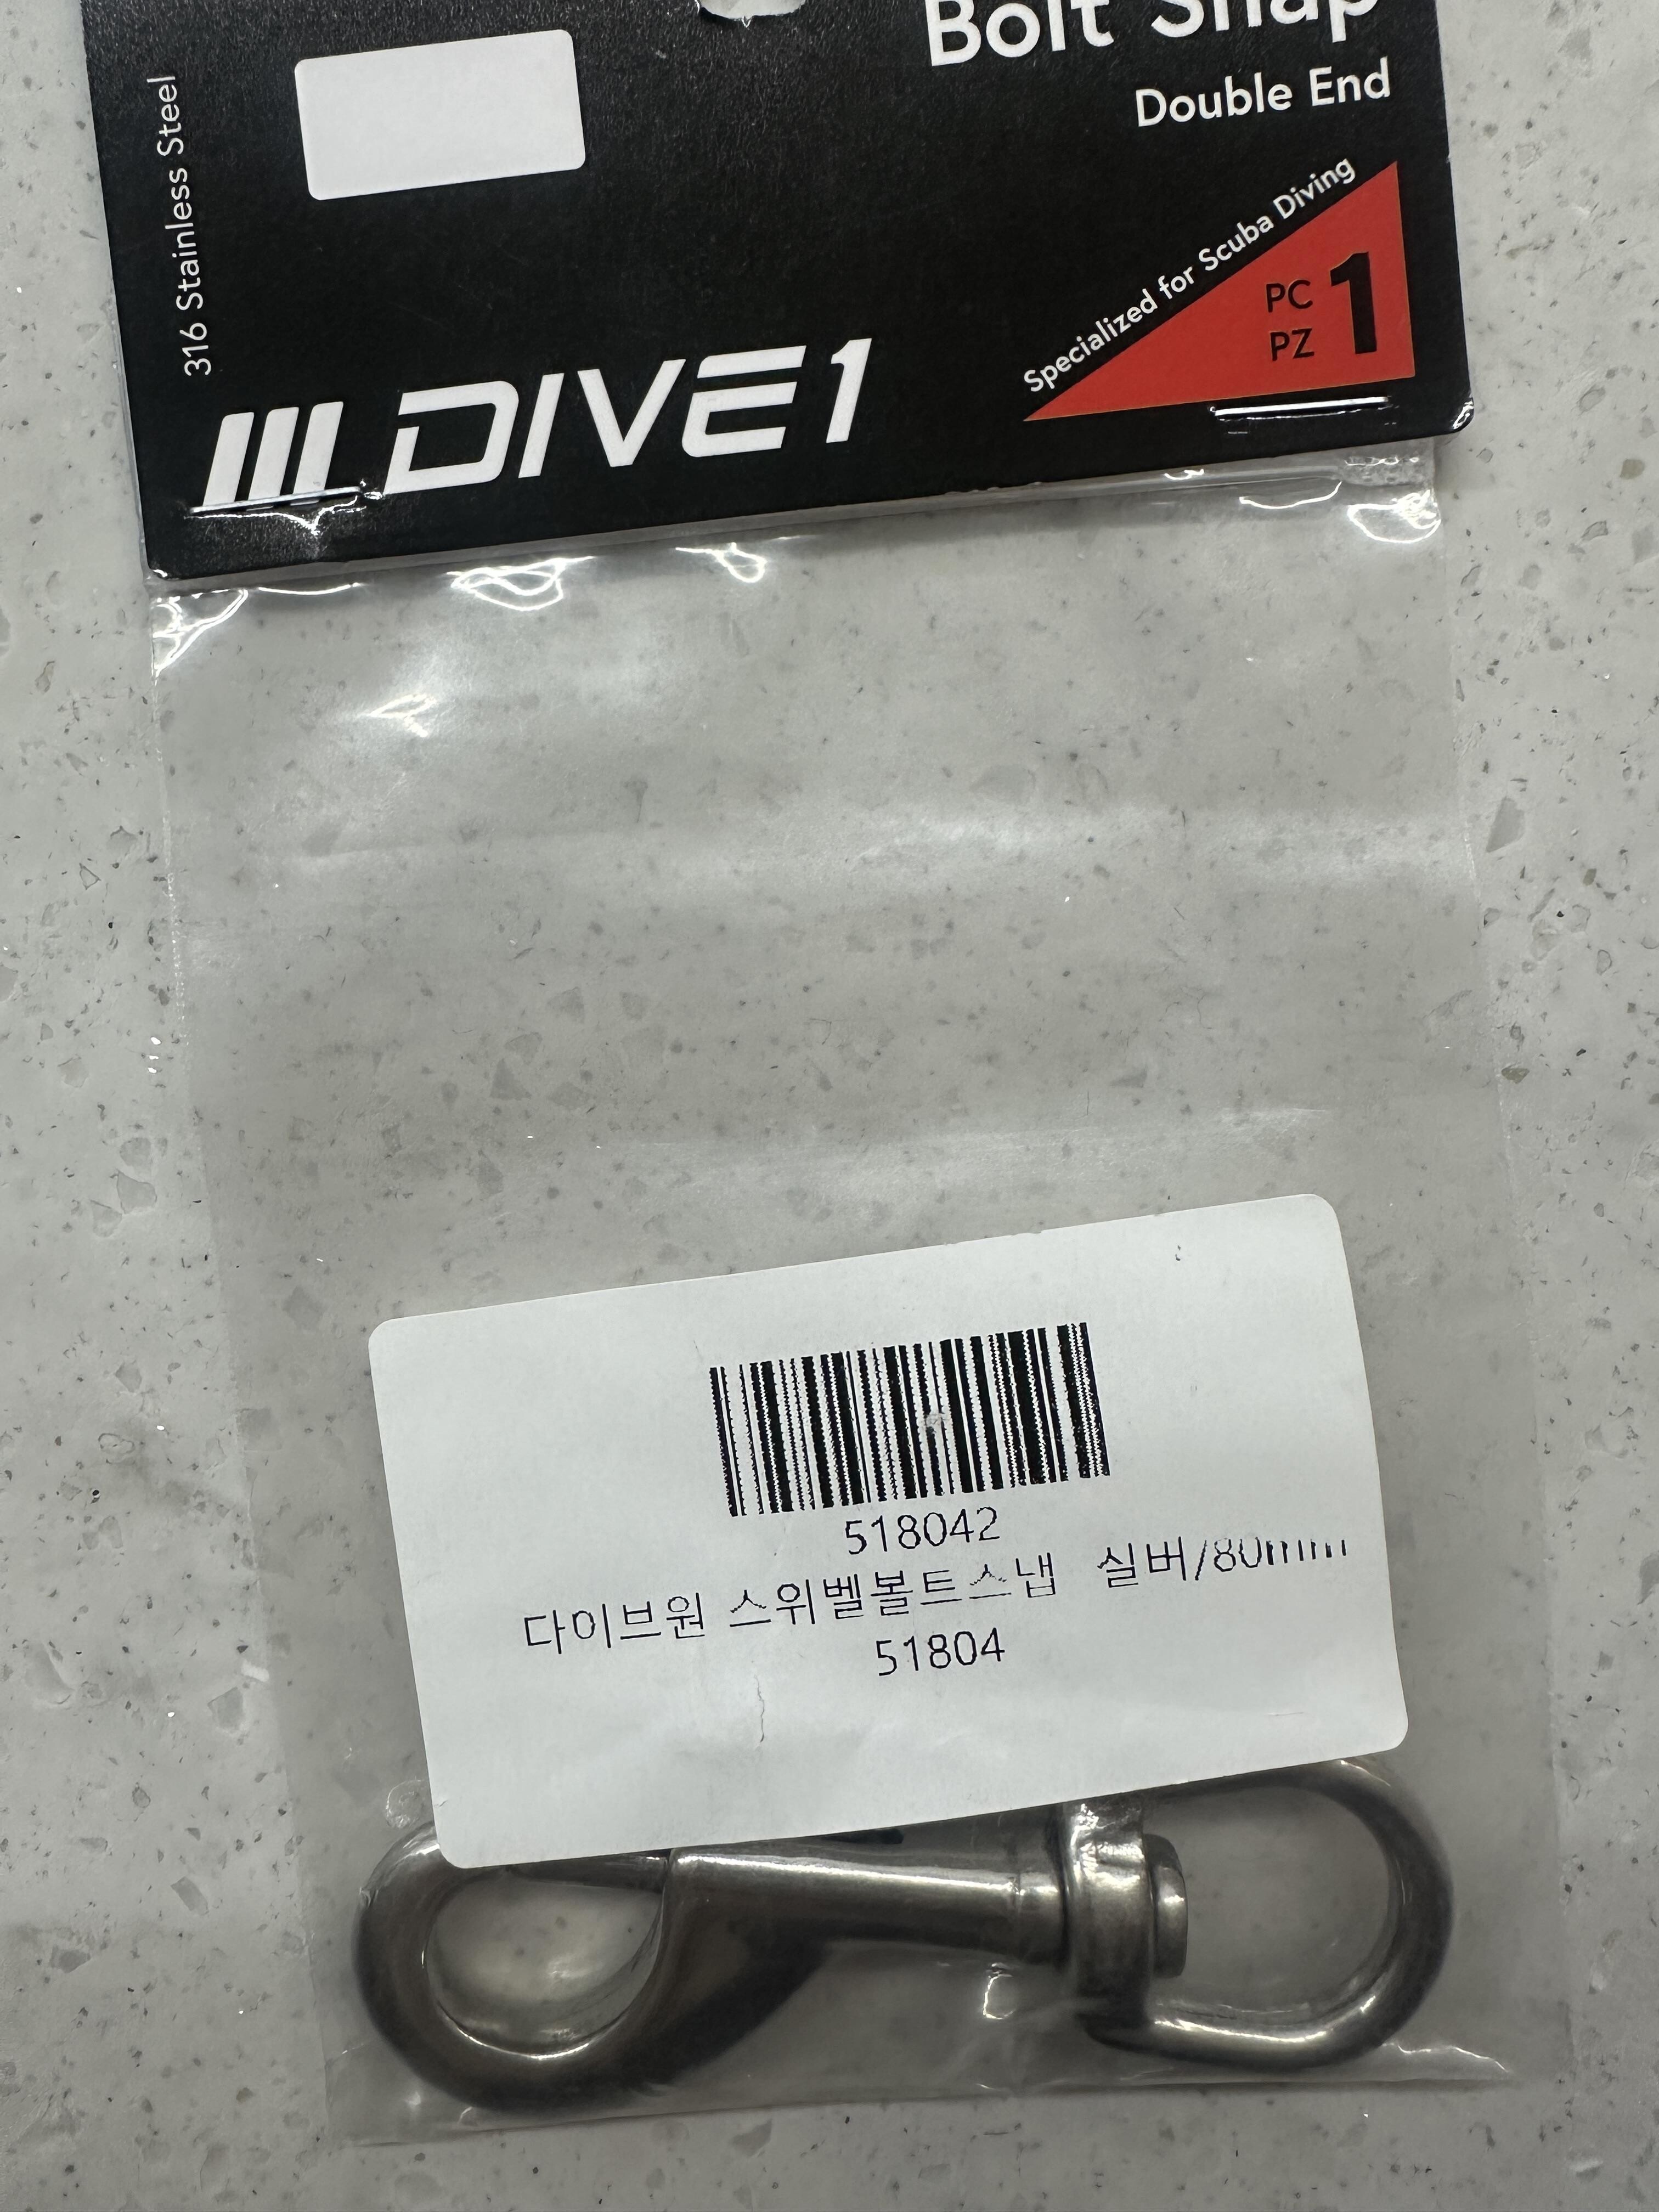 Bolt Snap
Double End
316 Stainless Steel
Specialized for Scuba Diving
PC
PZ 1
DIVE1
518042
다이브원 스위벨볼트스냅 실버/80mm
51804